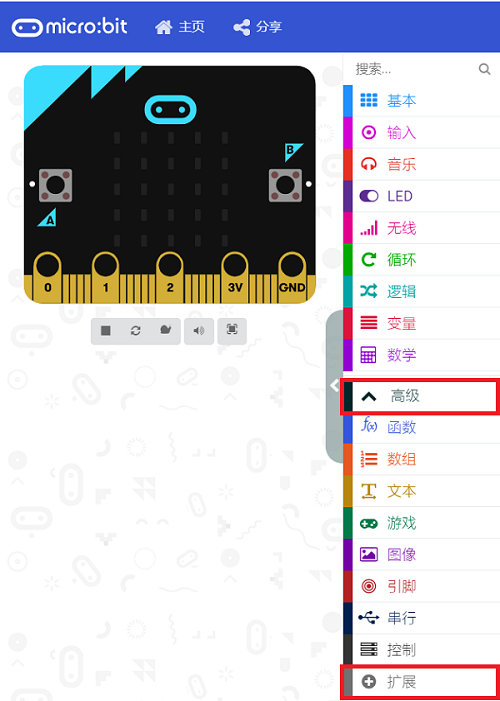 micro:bit 主页 分享
搜索...
基本
输入
音乐
LED
无线
循环
逻辑
变量
数学
高级
f(x) 函数
数组
文本
游戏
图像
引脚
串行
控制
扩展
B
A
0 1 2 3V GND